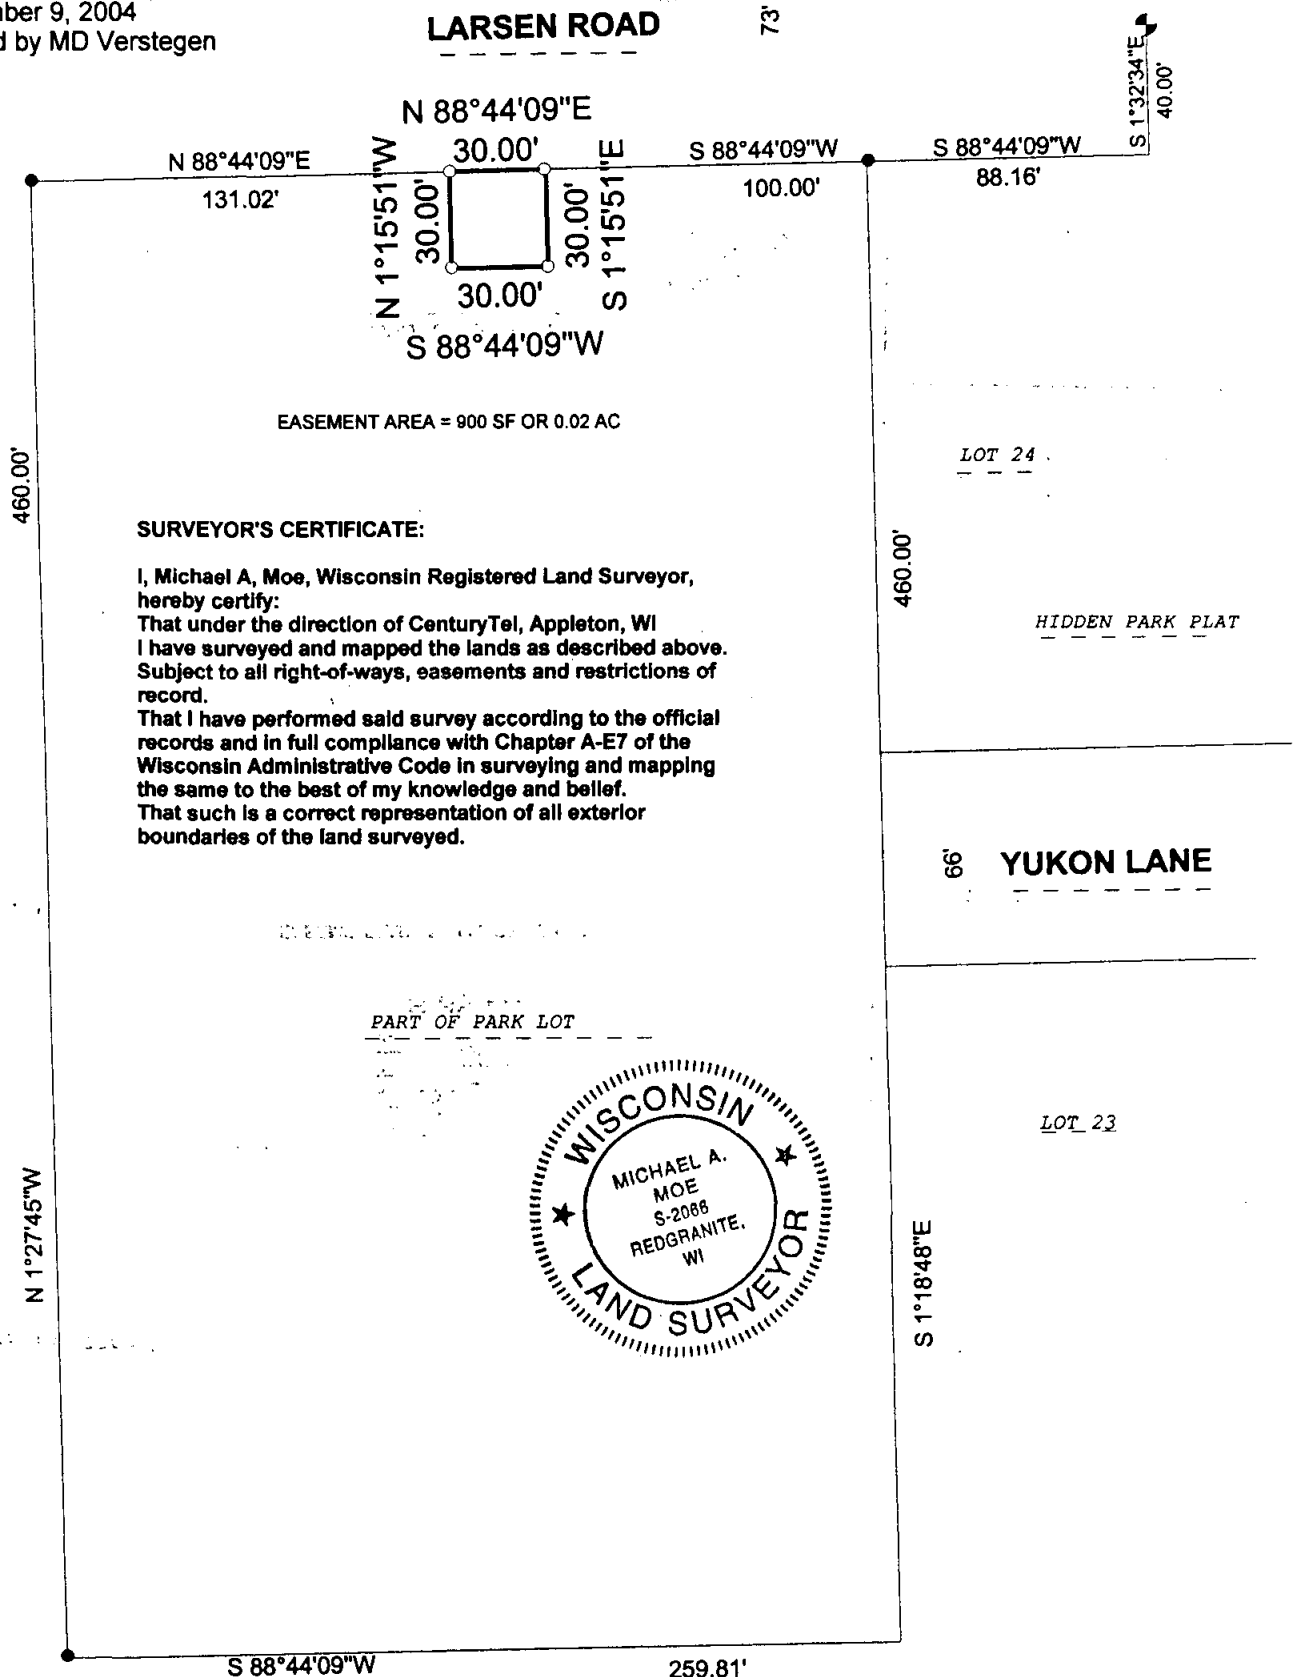 ber 9, 2004
d by MD Verstegen
LARSEN ROAD
73'
S 1°32'34"E
40.00'
N 88°44'09"E
30.00'
N 88°44'09"E
131.02'
N 1°15'51"W
30.00'
30.00'
S 1°15'51"E
S 88°44'09"W
100.00'
S 88°44'09"W
88.16'
30.00'
S 88°44'09"W
EASEMENT AREA = 900 SF OR 0.02 AC
460.00'
LOT 24
SURVEYOR'S CERTIFICATE:
I, Michael A, Moe, Wisconsin Registered Land Surveyor,
hereby certify:
That under the direction of CenturyTel, Appleton, WI
I have surveyed and mapped the lands as described above.
Subject to all right-of-ways, easements and restrictions of
record.
That I have performed said survey according to the official
records and in full compliance with Chapter A-E7 of the
Wisconsin Administrative Code in surveying and mapping
the same to the best of my knowledge and belief.
That such is a correct representation of all exterior
boundaries of the land surveyed.
460.00'
HIDDEN PARK PLAT
66'
YUKON LANE
PART OF PARK LOT
LOT 23
WISCONSIN
MICHAEL A.
MOE
S-2066
REDGRANITE,
WI
LAND SURVEYOR
N 1°27'45"W
S 1°18'48"E
S 88°44'09"W
259.81'